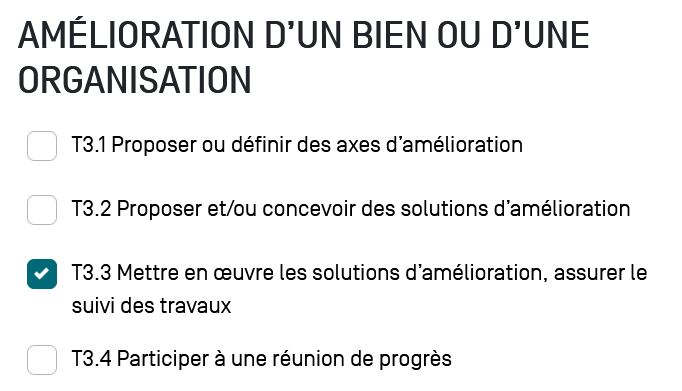 AMÉLIORATION D’UN BIEN OU D’UNE
ORGANISATION
T3.1 Proposer ou définir des axes d’amélioration
T3.2 Proposer et/ou concevoir des solutions d’amélioration
T3.3 Mettre en œuvre les solutions d’amélioration, assurer le
suivi des travaux
T3.4 Participer à une réunion de progrès